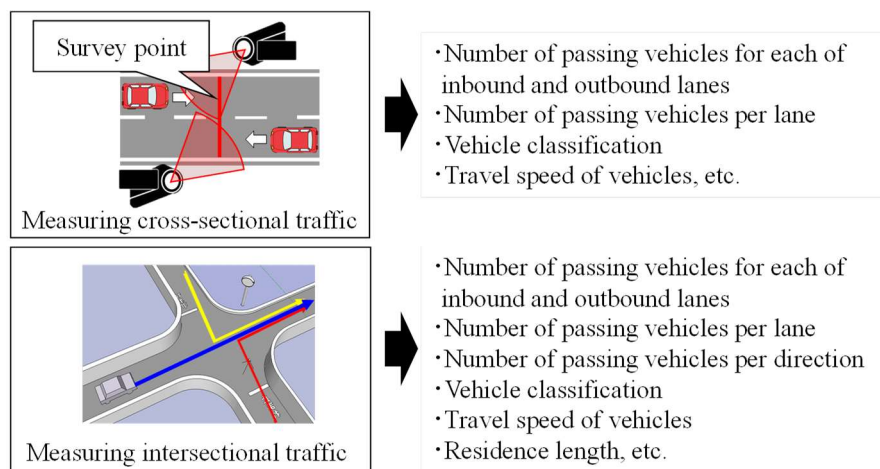 Survey point
Measuring cross-sectional traffic
・Number of passing vehicles for each of
inbound and outbound lanes
・Number of passing vehicles per lane
・Vehicle classification
・Travel speed of vehicles, etc.
Measuring intersectional traffic
・Number of passing vehicles for each of
inbound and outbound lanes
・Number of passing vehicles per lane
・Number of passing vehicles per direction
・Vehicle classification
・Travel speed of vehicles
・Residence length, etc.